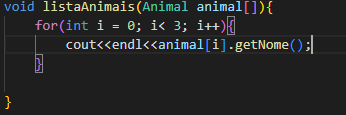 void listaAnimais(Animal animal[]){
for(int i = 0; i< 3; i++){
cout<<endl<<animal[i].getNome();
}
}